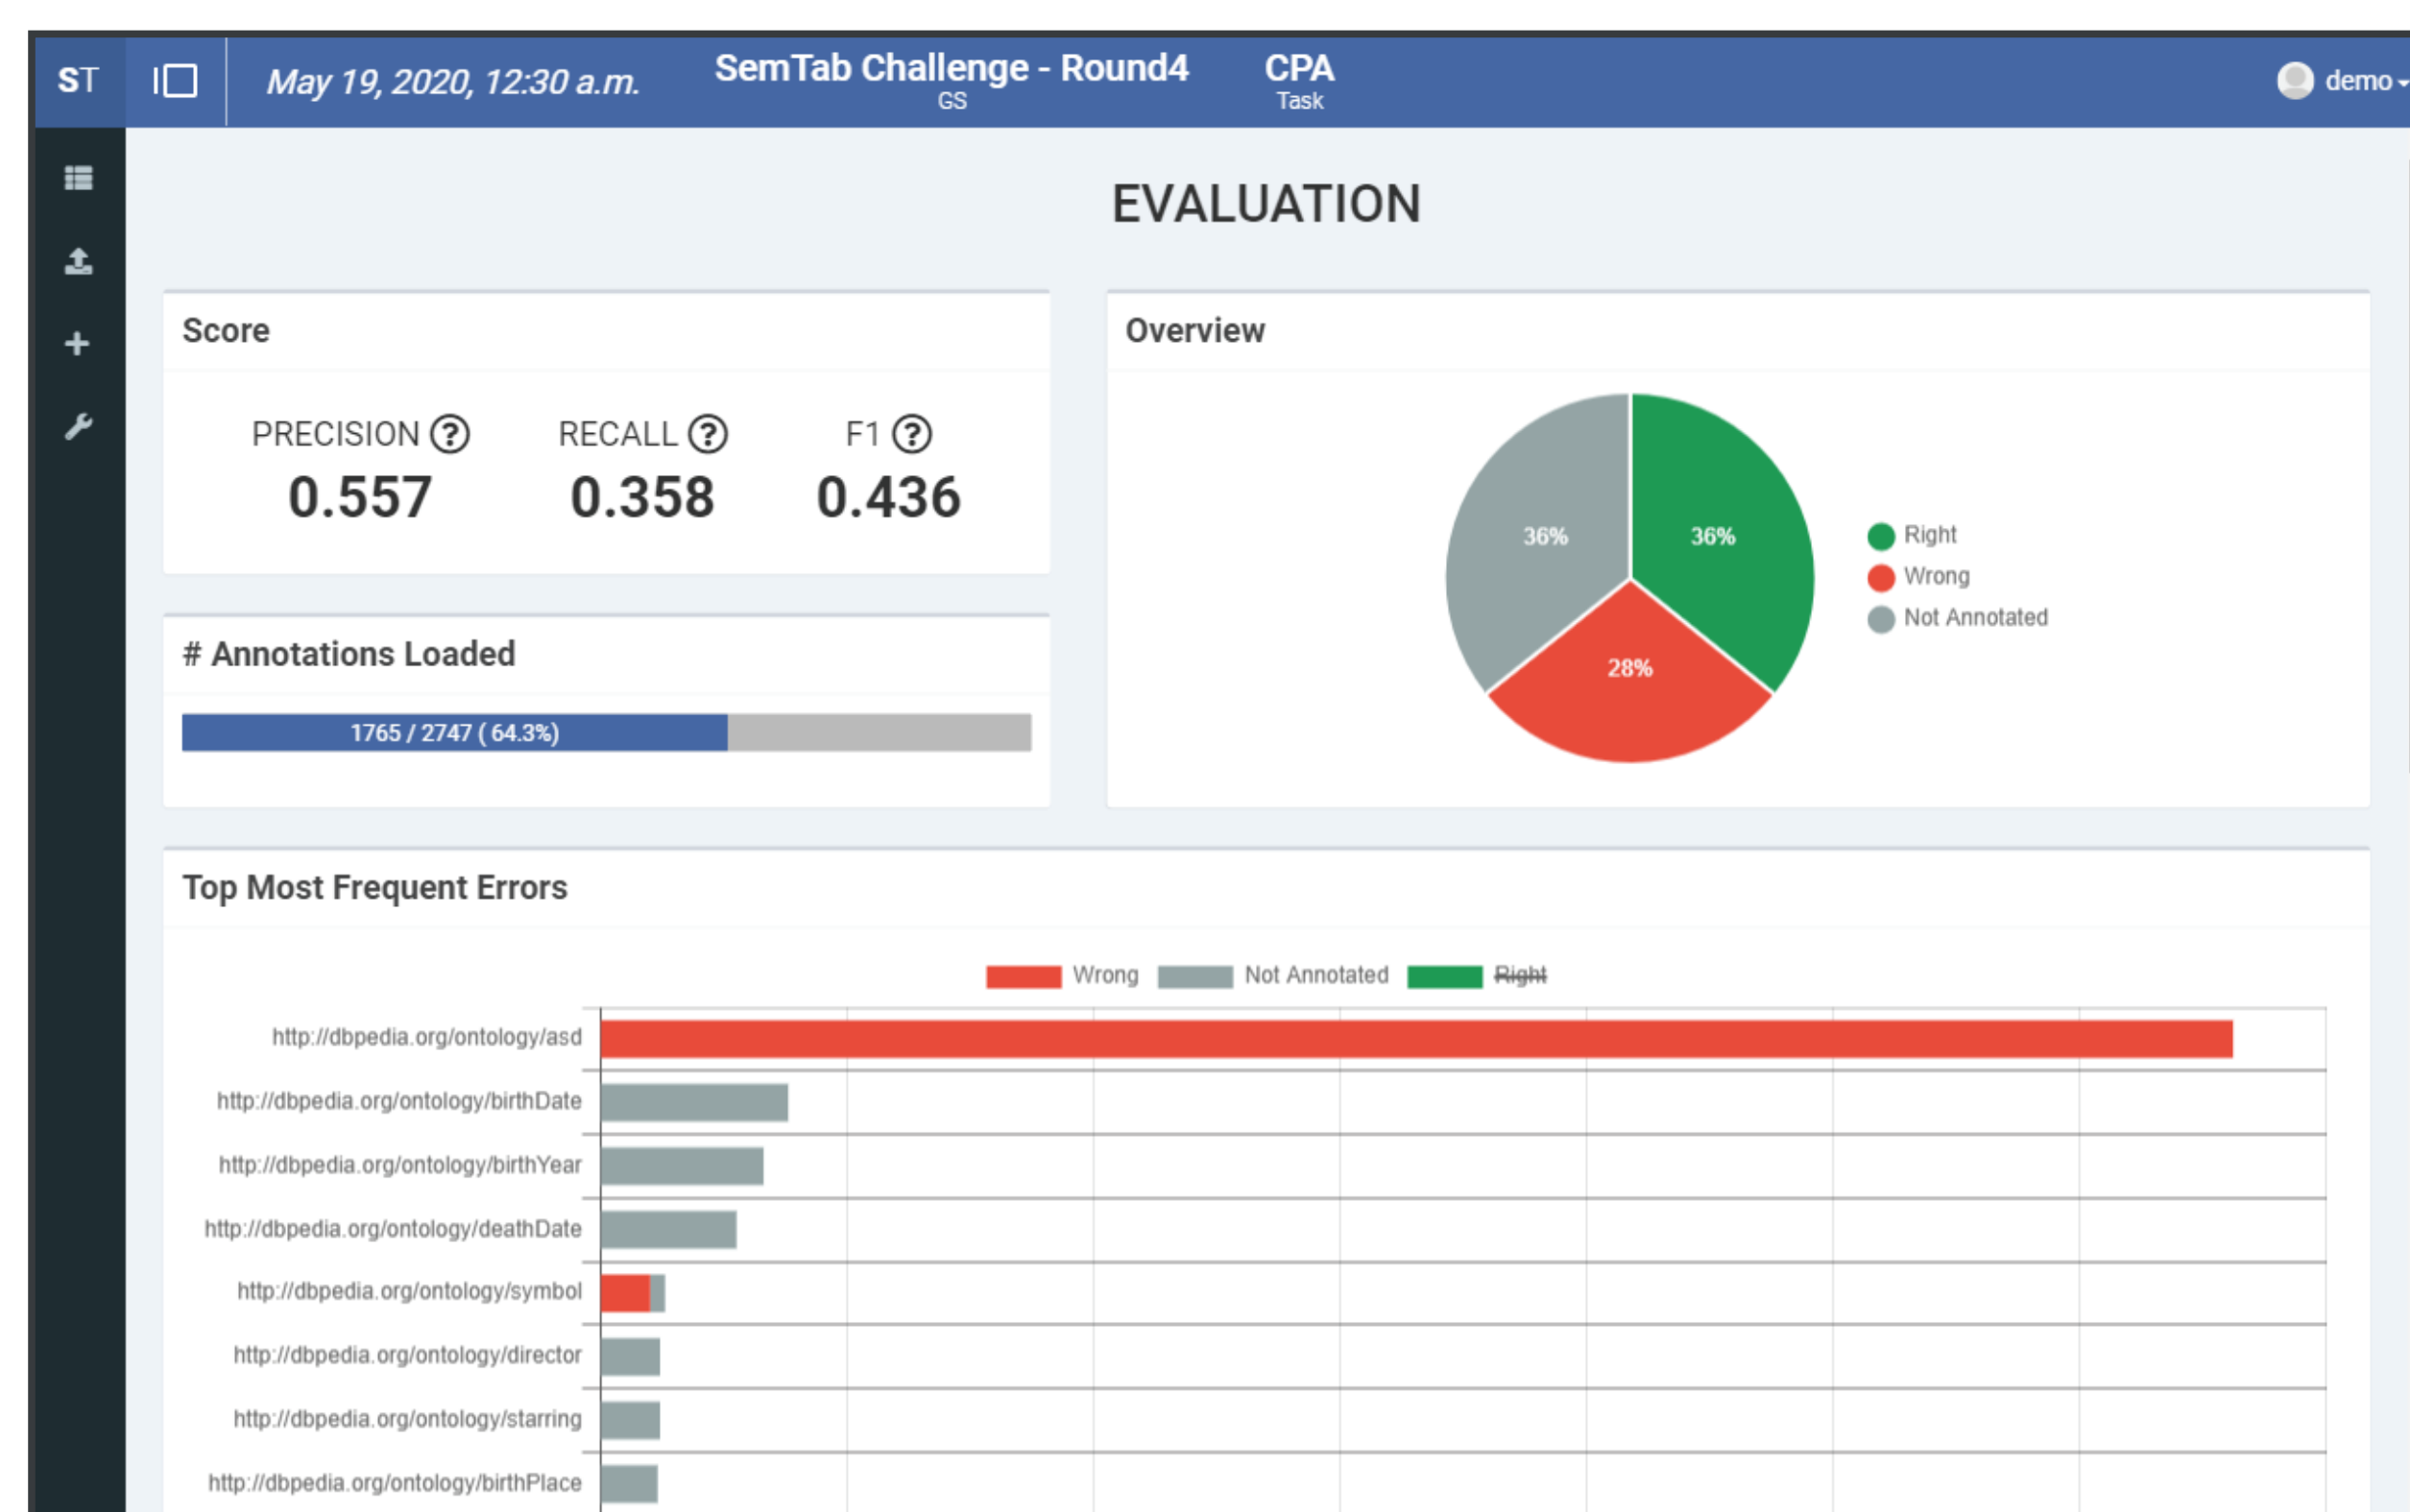 ST
May 19, 2020, 12:30 a.m.
SemTab Challenge - Round4
GS
CPA
Task
demo
EVALUATION
Score
PRECISION ?
RECALL ?
F1 ?
0.557
0.358
0.436
# Annotations Loaded
1765 / 2747 ( 64.3%)
Overview
36%
36%
28%
Right
Wrong
Not Annotated
Top Most Frequent Errors
Wrong
Not Annotated
Right
http://dbpedia.org/ontology/asd
http://dbpedia.org/ontology/birthDate
http://dbpedia.org/ontology/birthYear
http://dbpedia.org/ontology/deathDate
http://dbpedia.org/ontology/symbol
http://dbpedia.org/ontology/director
http://dbpedia.org/ontology/starring
http://dbpedia.org/ontology/birthPlace